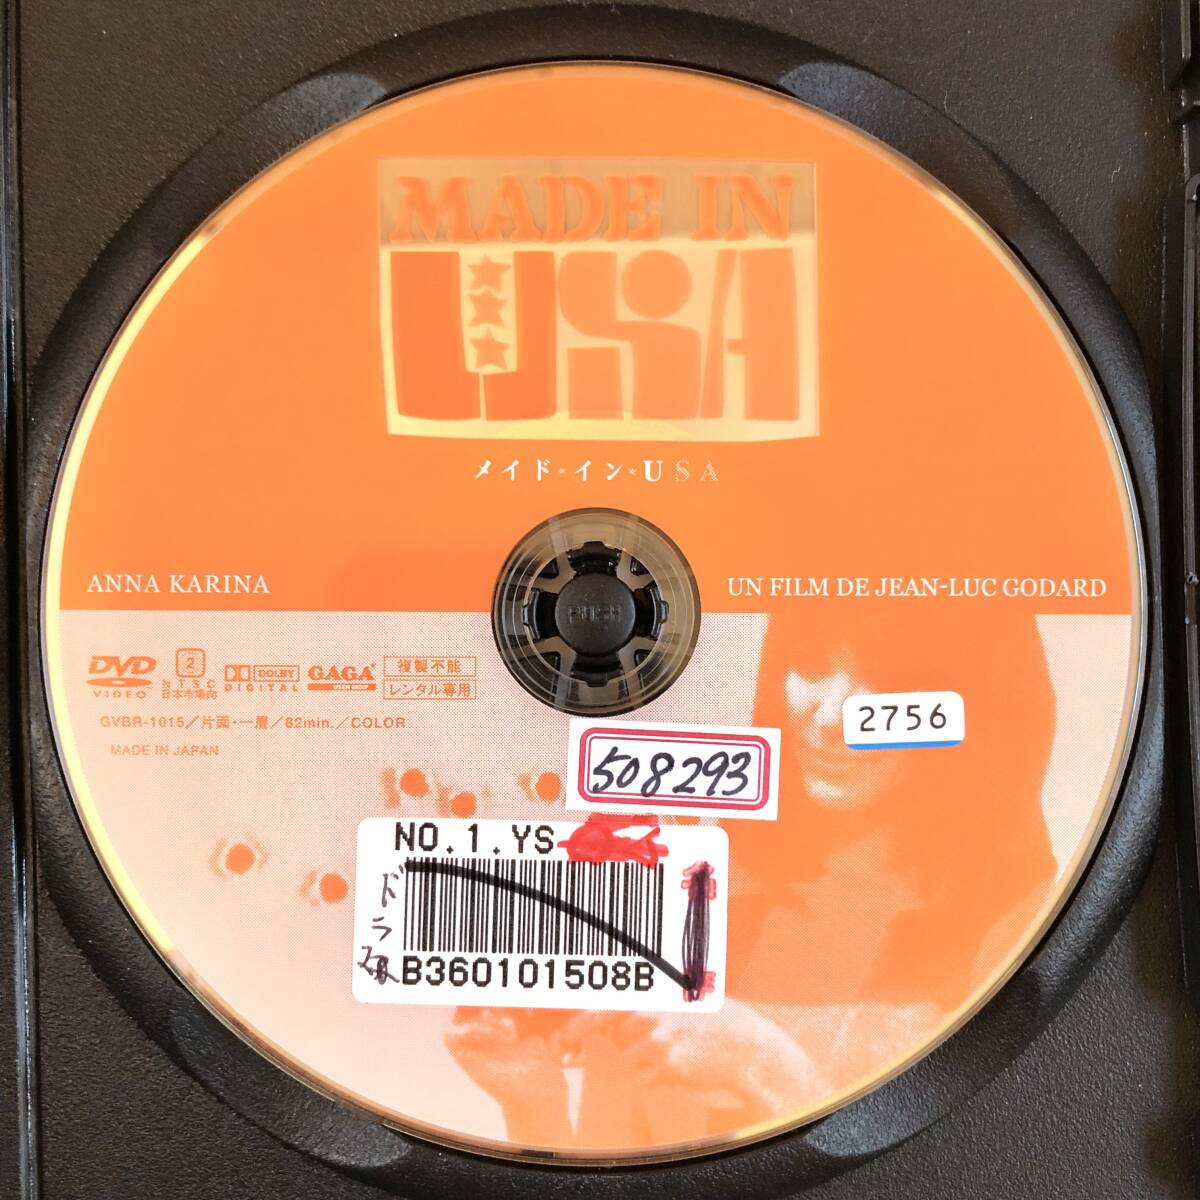 MADE IN
USA
メイド・イン・USA
ANNA KARINA
UN FILM DE JEAN-LUC GODARD
DVD
VIDEO
2
NTSC
日本市場向
DOLBY
DIGITAL
GAGA
複製不能
レンタル専用
GVBR-1015／片面・一層／82min.／COLOR
MADE IN JAPAN
PUSH
2756
508293
NO.1.YS
ドラマ
B360101508B